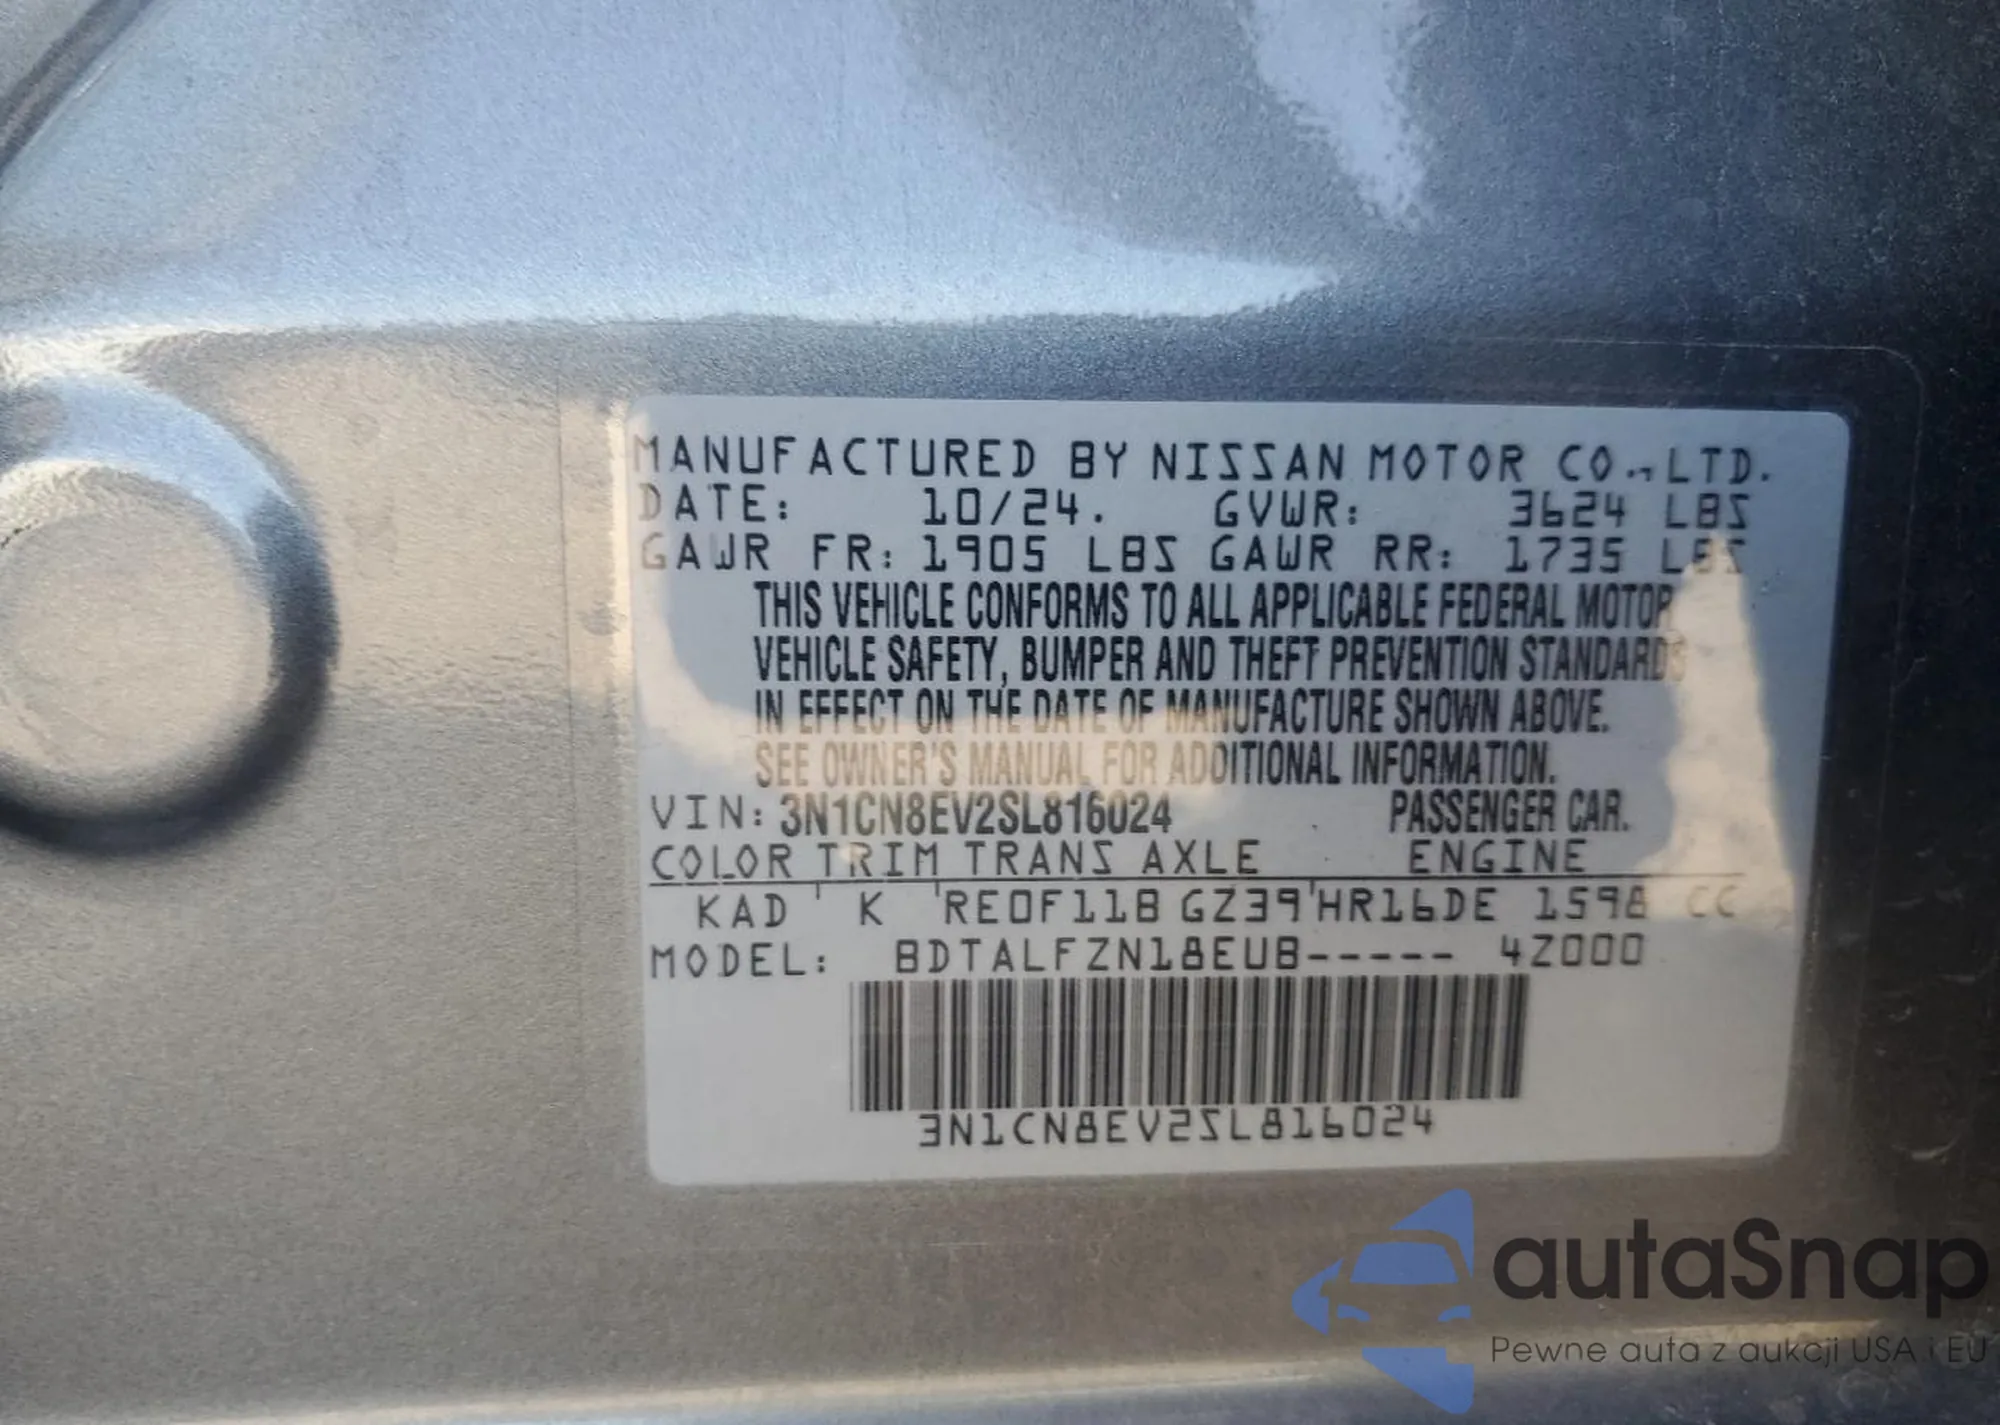 MANUFACTURED BY NISSAN MOTOR CO., LTD.
DATE: 10/24. GVWR: 3624 LBS
GAWR FR: 1905 LBS GAWR RR: 1735 LBS
THIS VEHICLE CONFORMS TO ALL APPLICABLE FEDERAL MOTOR
VEHICLE SAFETY, BUMPER AND THEFT PREVENTION STANDARDS
IN EFFECT ON THE DATE OF MANUFACTURE SHOWN ABOVE.
SEE OWNER'S MANUAL FOR ADDITIONAL INFORMATION.
VIN: 3N1CN8EV2SL816024 PASSENGER CAR.
COLOR TRIM TRANS AXLE ENGINE
KAD ' K 'RE0F11B GZ39'HR16DE 1598 CC
MODEL: BDTALFZN18EUB----- 4Z000
3N1CN8EV2SL816024
autaSnap
Pewne auta z aukcji USA i EU